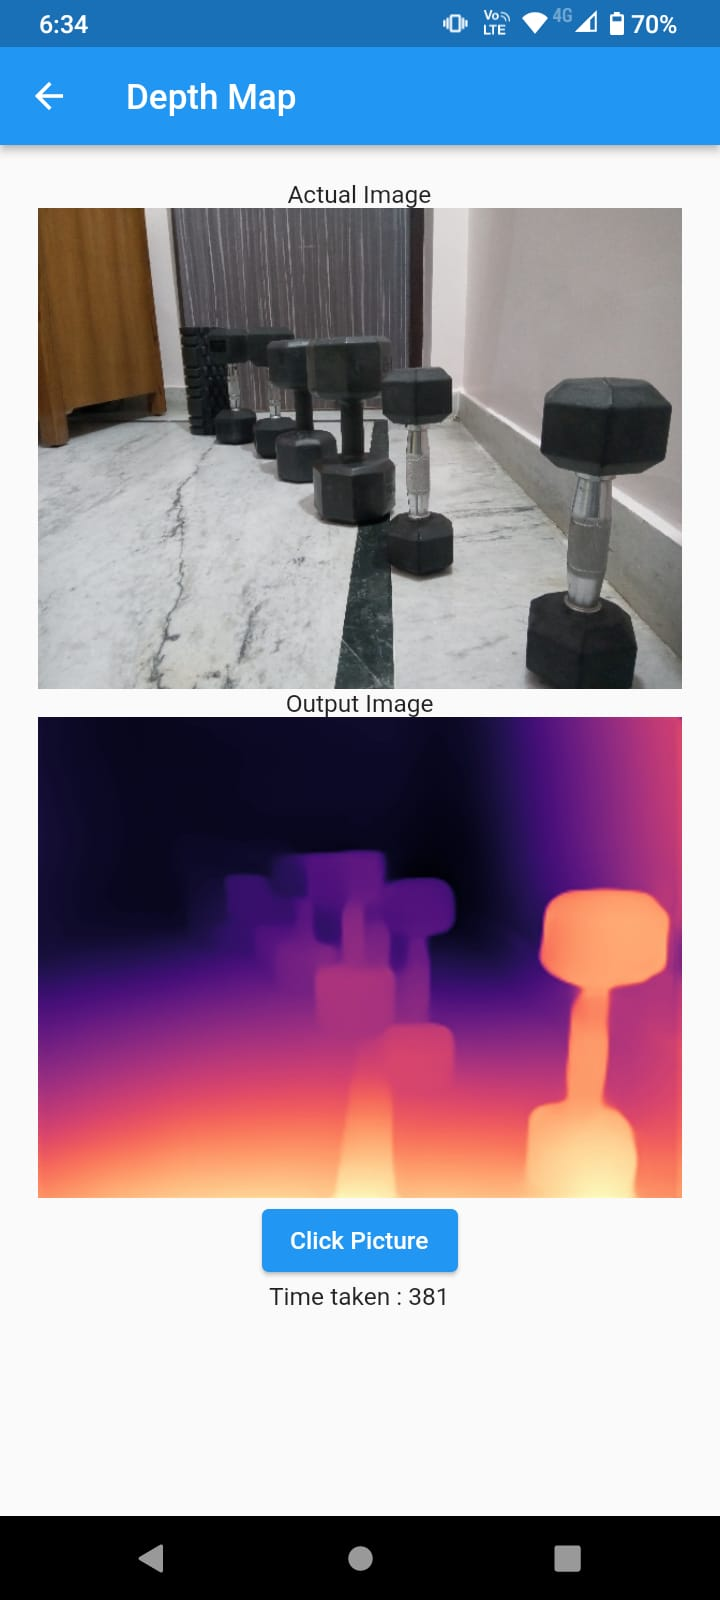 6:34 Vo LTE 4G 70%
Depth Map
Actual Image
Output Image
Click Picture
Time taken : 381